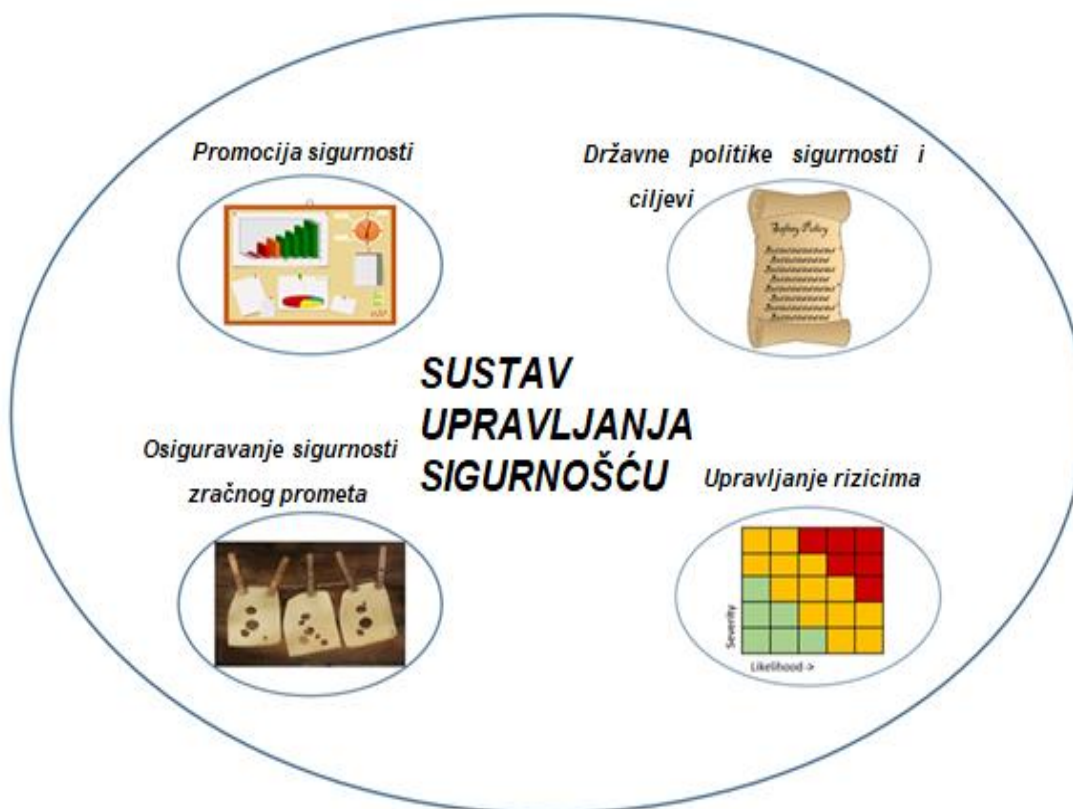 Promocija sigurnosti
Državne politike sigurnosti i
ciljevi
Safety Policy
SUSTAV
UPRAVLJANJA
SIGURNOŠĆU
Osiguravanje sigurnosti
zračnog prometa
Upravljanje rizicima
Severity
Likelihood ->